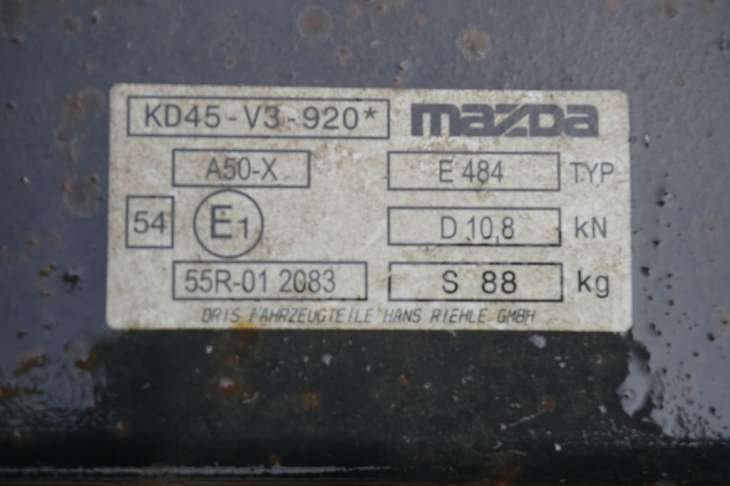 KD45-V3-920* mazda
A50-X E 484 TYP
54 E1 D 10,8 kN
55R-01 2083 S 88 kg
ORIS FAHRZEUGTEILE HANS RIEHLE GMBH